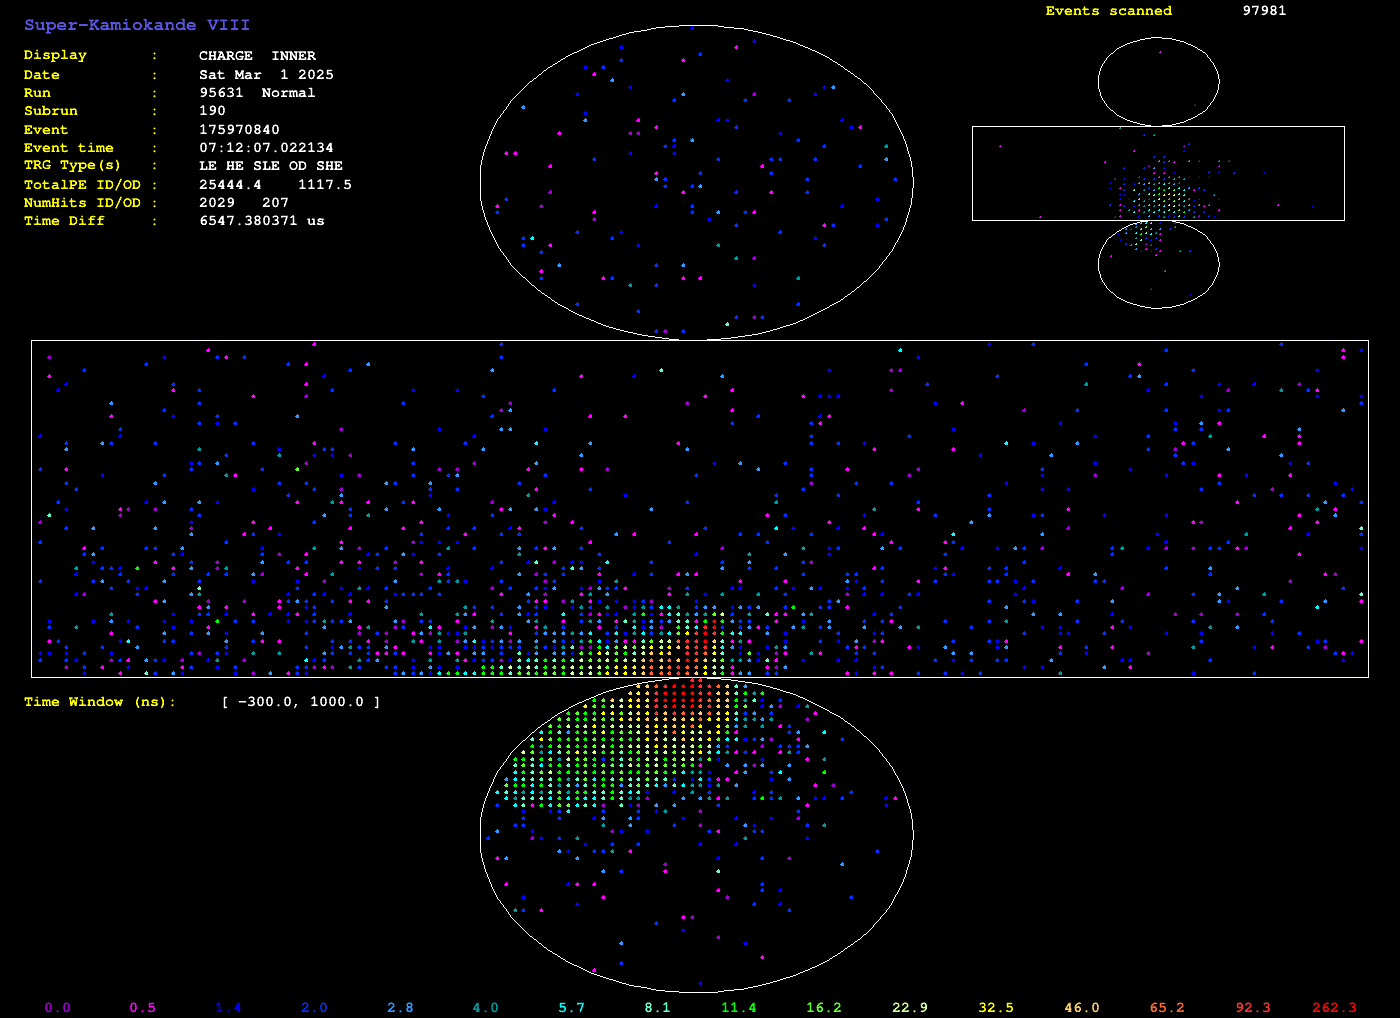 Super-Kamiokande VIII
Events scanned 97981
Display : CHARGE INNER
Date : Sat Mar 1 2025
Run : 95631 Normal
Subrun : 190
Event : 175970840
Event time : 07:12:07.022134
TRG Type(s) : LE HE SLE OD SHE
TotalPE ID/OD : 25444.4 1117.5
NumHits ID/OD : 2029 207
Time Diff : 6547.380371 us
Time Window (ns): [ -300.0, 1000.0 ]
0.0 0.5 1.4 2.0 2.8 4.0 5.7 8.1 11.4 16.2 22.9 32.5 46.0 65.2 92.3 262.3